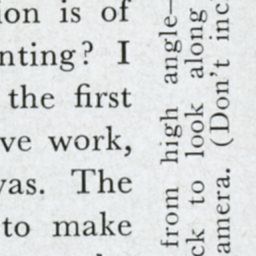 ion is of
nting? I
the first
ve work,
vas. The
to make
from high angle—
ck to look along
amera. (Don't inc